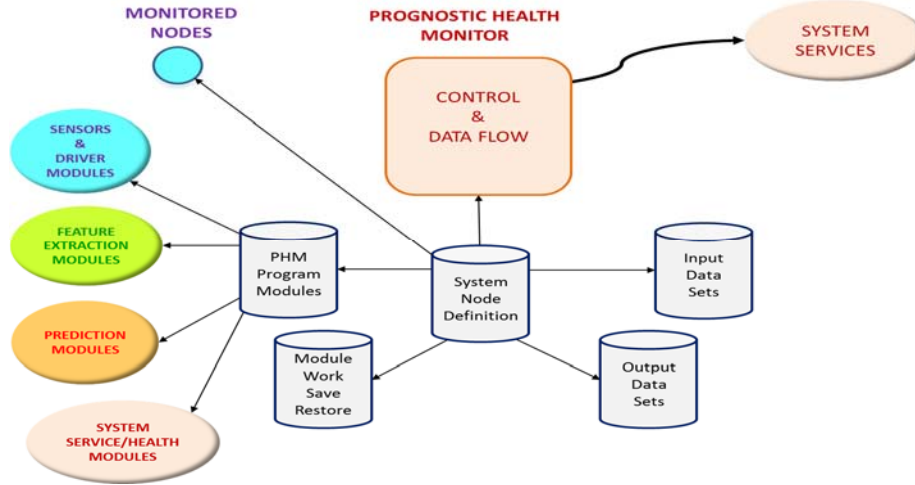 MONITORED
NODES
PROGNOSTIC HEALTH
MONITOR
SYSTEM
SERVICES
CONTROL
&
DATA FLOW
SENSORS
&
DRIVER
MODULES
FEATURE
EXTRACTION
MODULES
PHM
Program
Modules
System
Node
Definition
Input
Data
Sets
PREDICTION
MODULES
Module
Work
Save
Restore
Output
Data
Sets
SYSTEM
SERVICE/HEALTH
MODULES